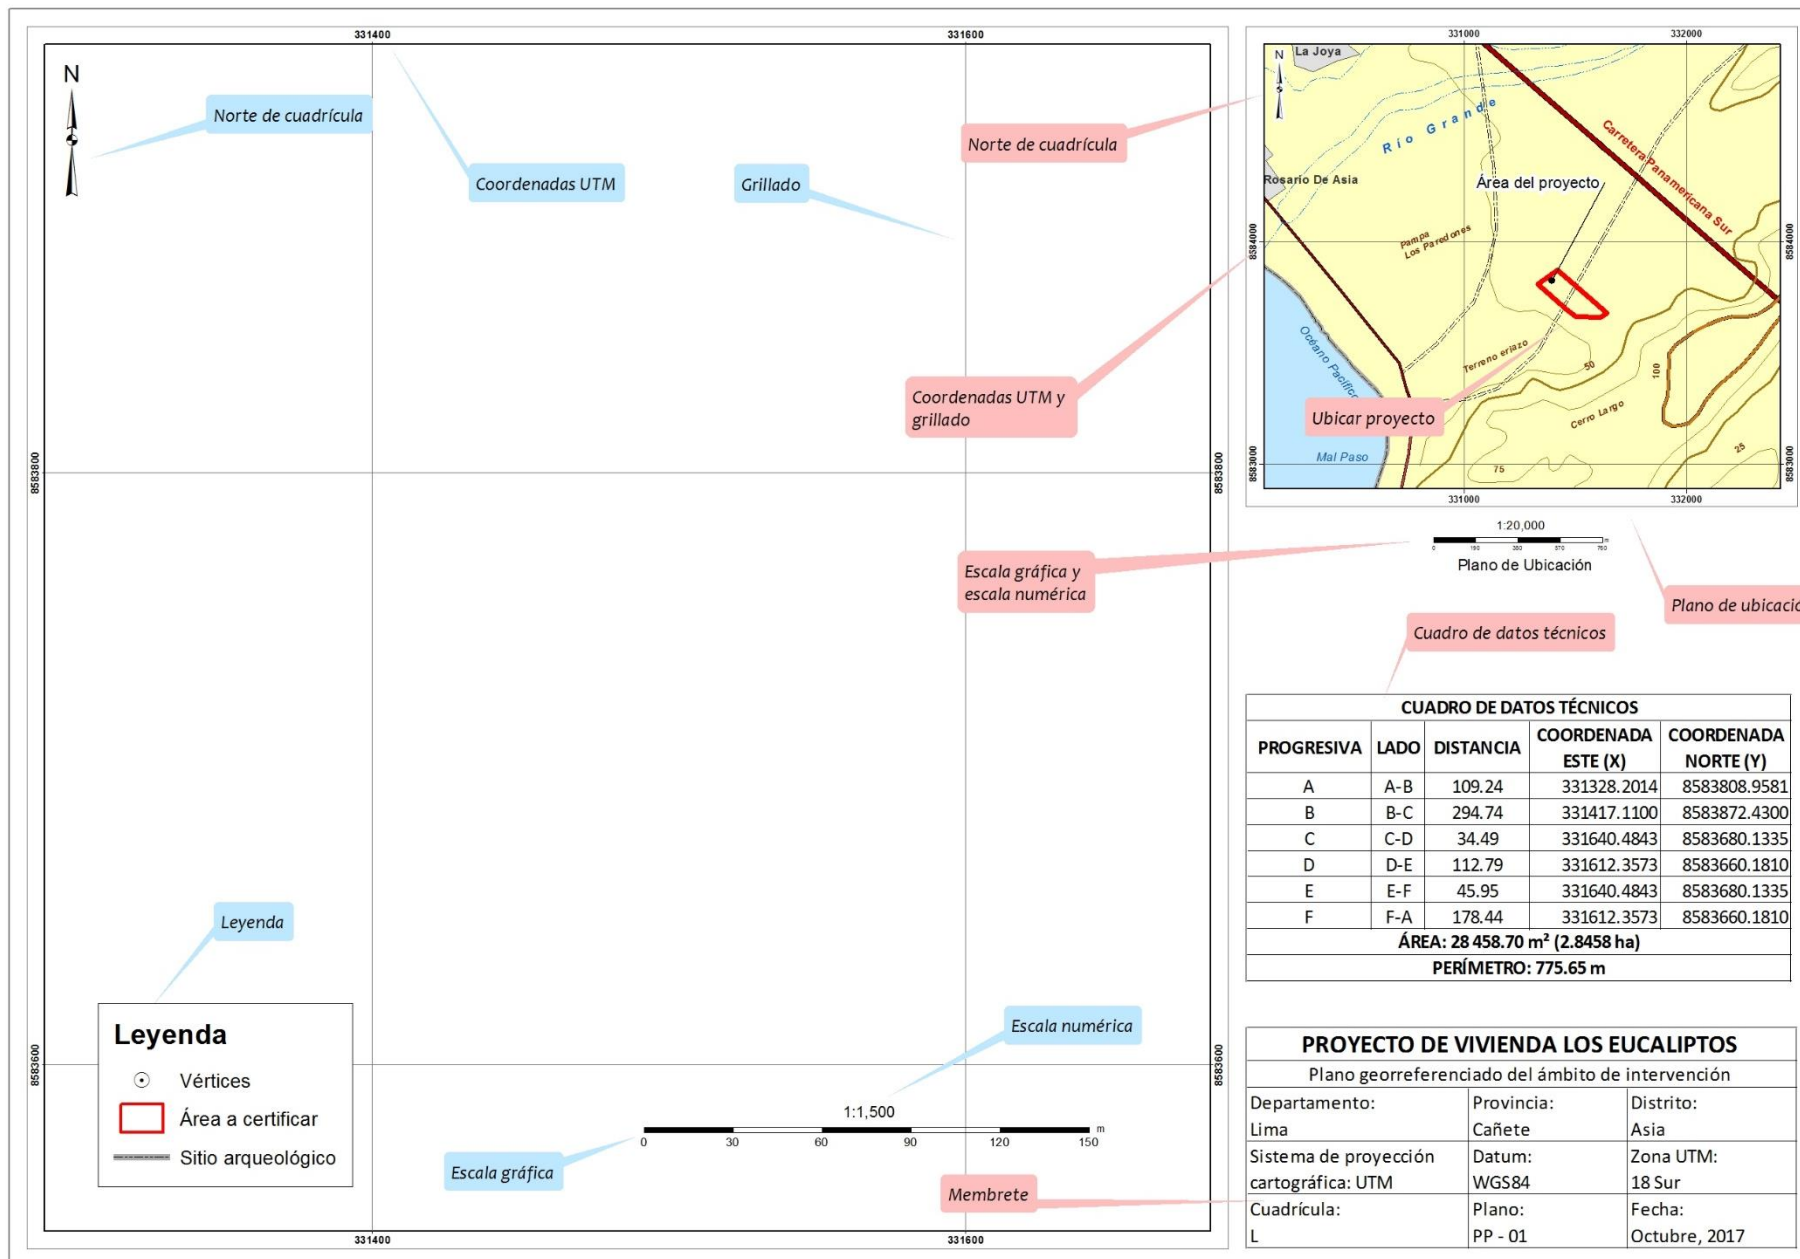 331400
331600
N
Norte de cuadrícula
Coordenadas UTM
Grillado
8583800
8583800
8583600
8583600
Leyenda
Leyenda
Vértices
Área a certificar
Sitio arqueológico
Escala numérica
1:1,500
0 30 60 90 120 150 m
Escala gráfica
331400
331600
Norte de cuadrícula
Coordenadas UTM y
grillado
Escala gráfica y
escala numérica
Membrete
331000
332000
N
La Joya
Río Grande
Carretera Panamericana Sur
Rosario De Asia
Área del proyecto
Pampa
Los Paredones
8584000
8584000
Océano Pacífico
Terreno eriazo
50
100
Ubicar proyecto
Cerro Largo
Mal Paso
75
25
8583000
8583000
331000
332000
1:20,000
0 190 380 570 760 m
Plano de Ubicación
Plano de ubicació
Cuadro de datos técnicos
CUADRO DE DATOS TÉCNICOS
PROGRESIVA LADO DISTANCIA COORDENADA ESTE (X) COORDENADA NORTE (Y)
A A-B 109.24 331328.2014 8583808.9581
B B-C 294.74 331417.1100 8583872.4300
C C-D 34.49 331640.4843 8583680.1335
D D-E 112.79 331612.3573 8583660.1810
E E-F 45.95 331640.4843 8583680.1335
F F-A 178.44 331612.3573 8583660.1810
ÁREA: 28 458.70 m² (2.8458 ha)
PERÍMETRO: 775.65 m
PROYECTO DE VIVIENDA LOS EUCALIPTOS
Plano georreferenciado del ámbito de intervención
Departamento: Provincia: Distrito:
Lima Cañete Asia
Sistema de proyección Datum: Zona UTM:
cartográfica: UTM WGS84 18 Sur
Cuadrícula: Plano: Fecha:
L PP - 01 Octubre, 2017